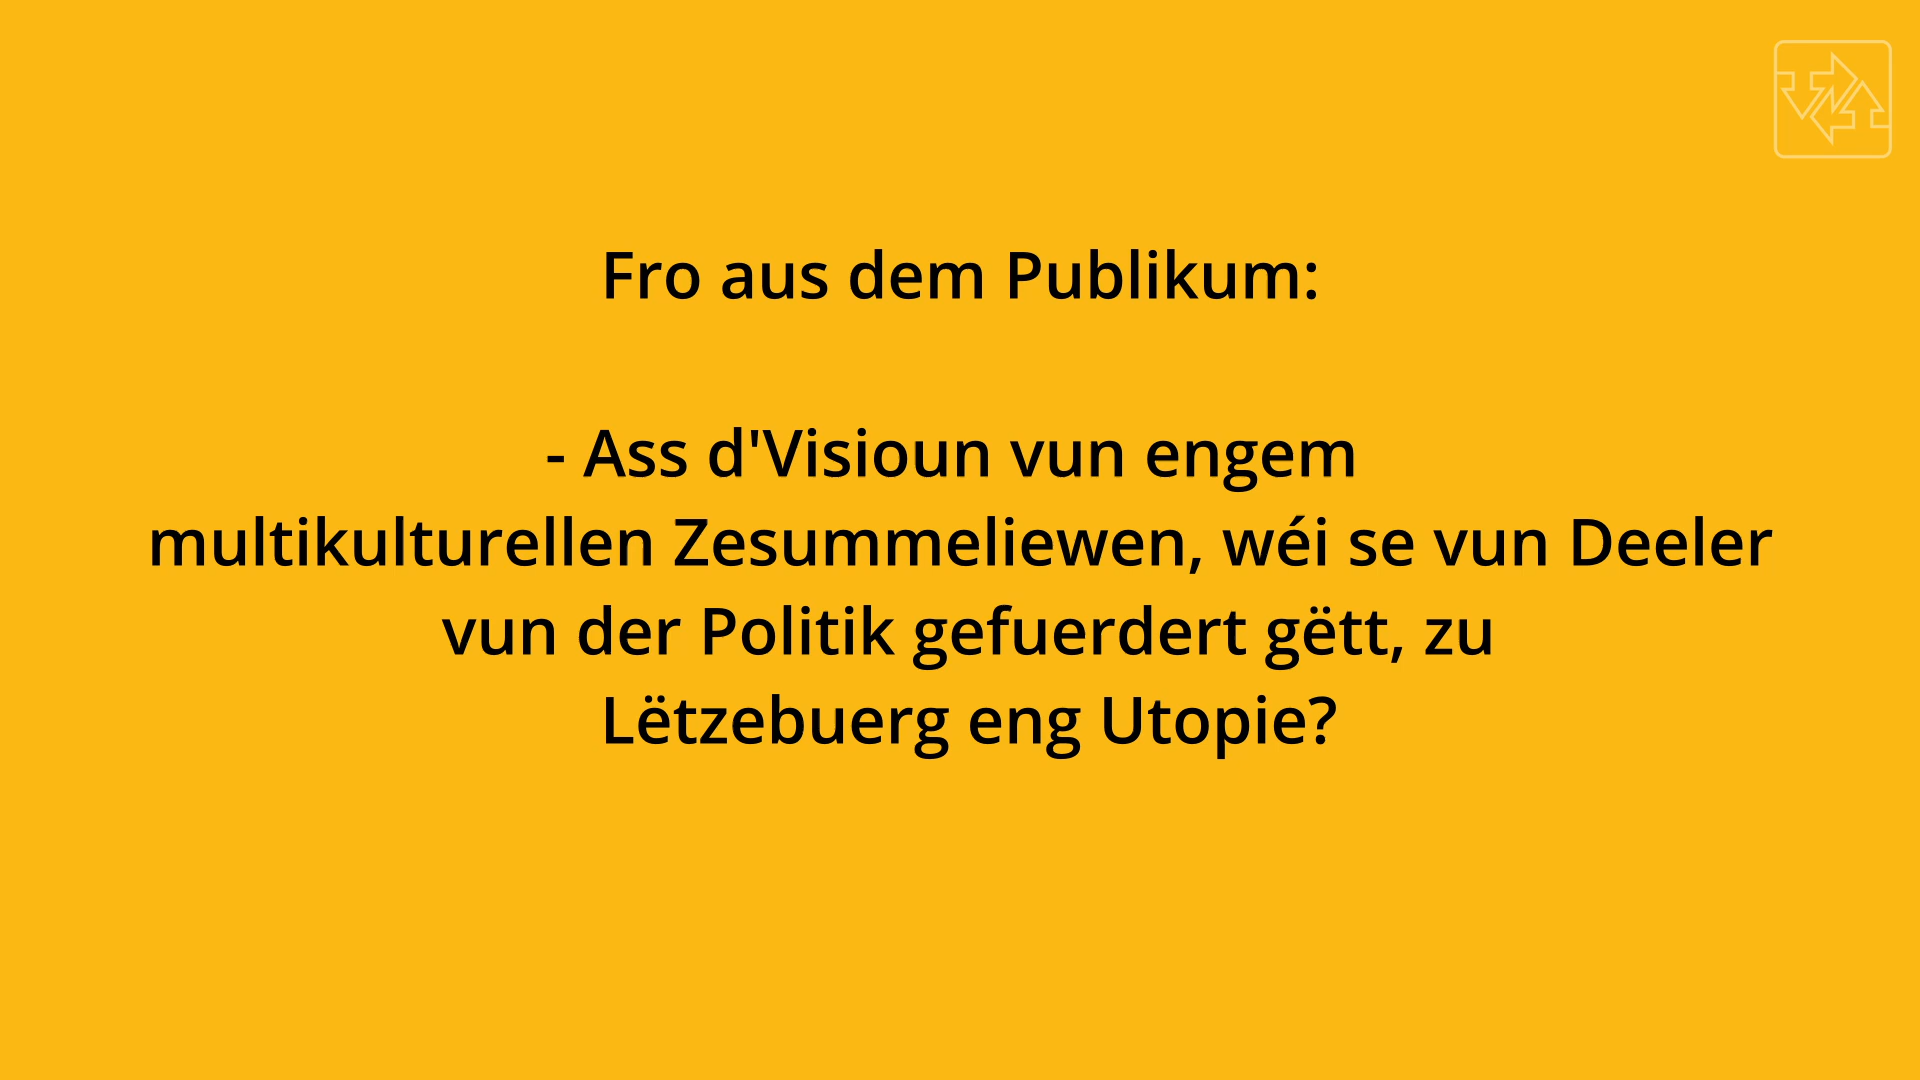 Fro aus dem Publikum:
- Ass d'Visioun vun engem
multikulturellen Zesummeliewen, wéi se vun Deeler
vun der Politik gefuerdert gëtt, zu
Lëtzebuerg eng Utopie?